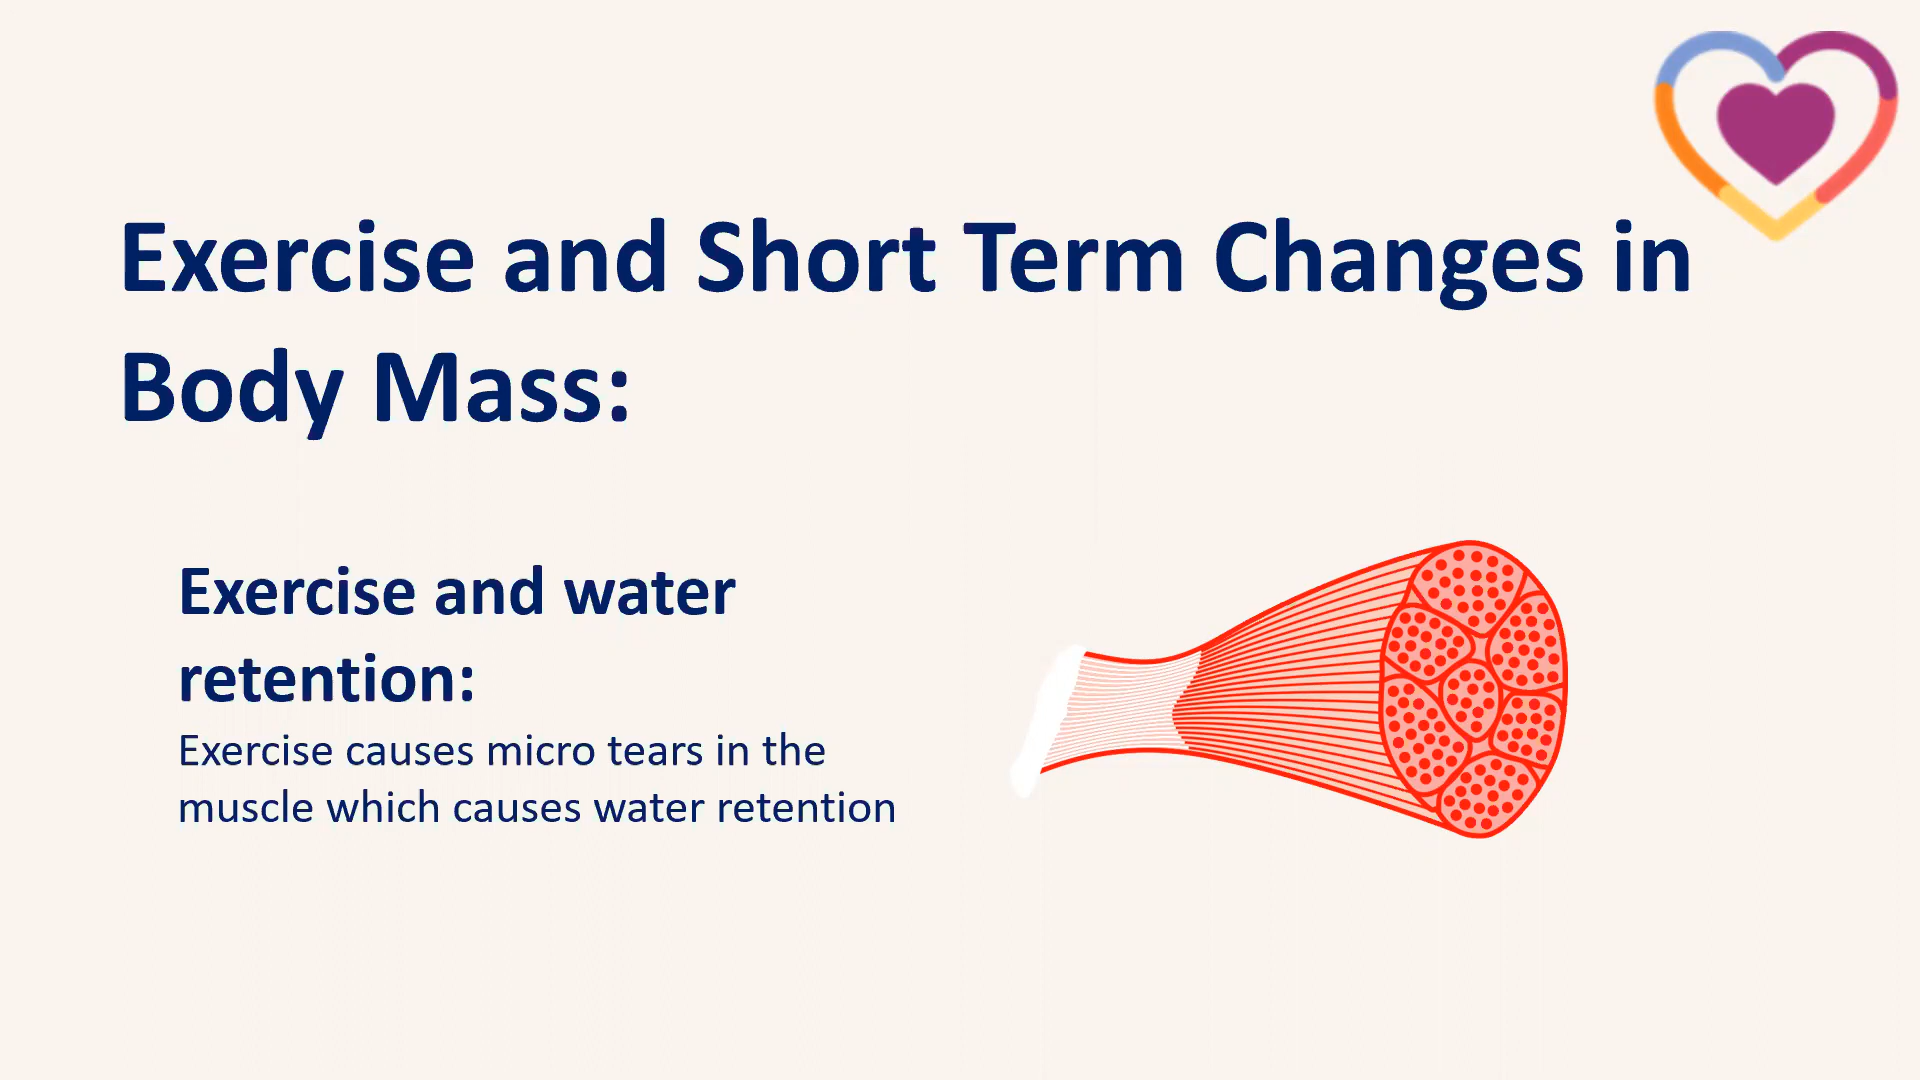 Exercise and Short Term Changes in
Body Mass:
Exercise and water
retention:
Exercise causes micro tears in the
muscle which causes water retention